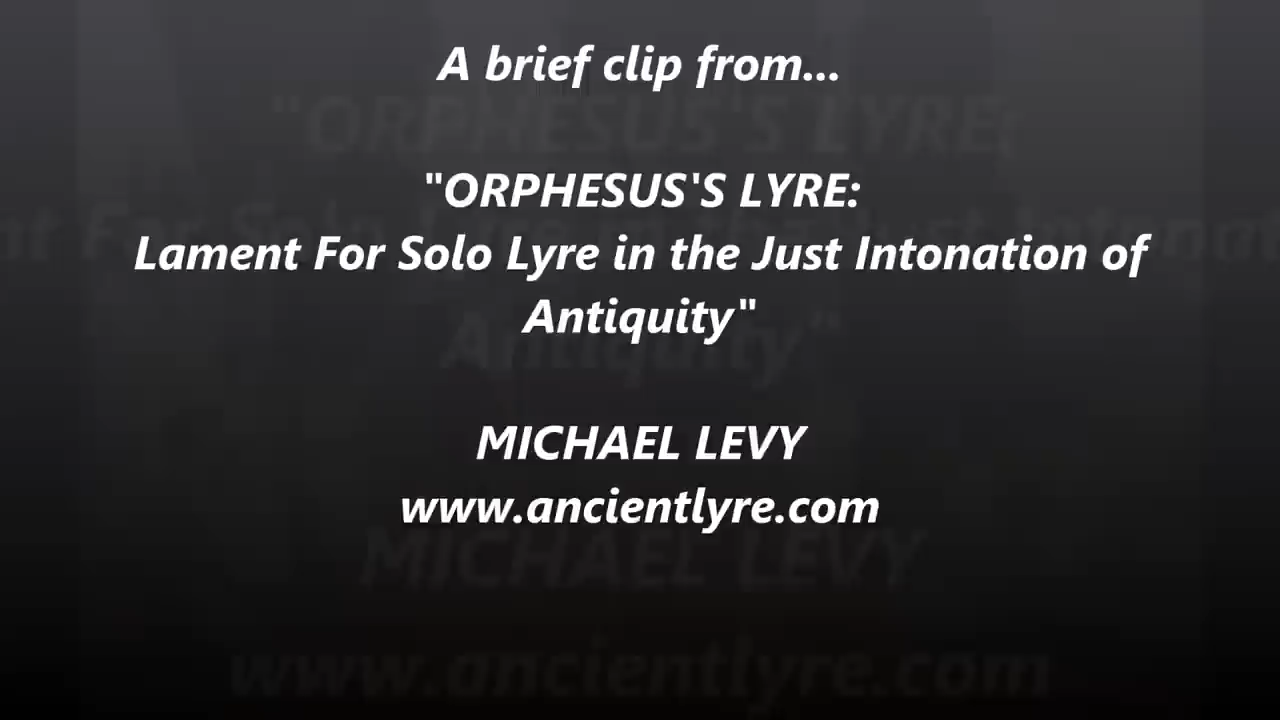 A brief clip from...
"ORPHESUS'S LYRE:
Lament For Solo Lyre in the Just Intonation of
Antiquity"
MICHAEL LEVY
www.ancientlyre.com